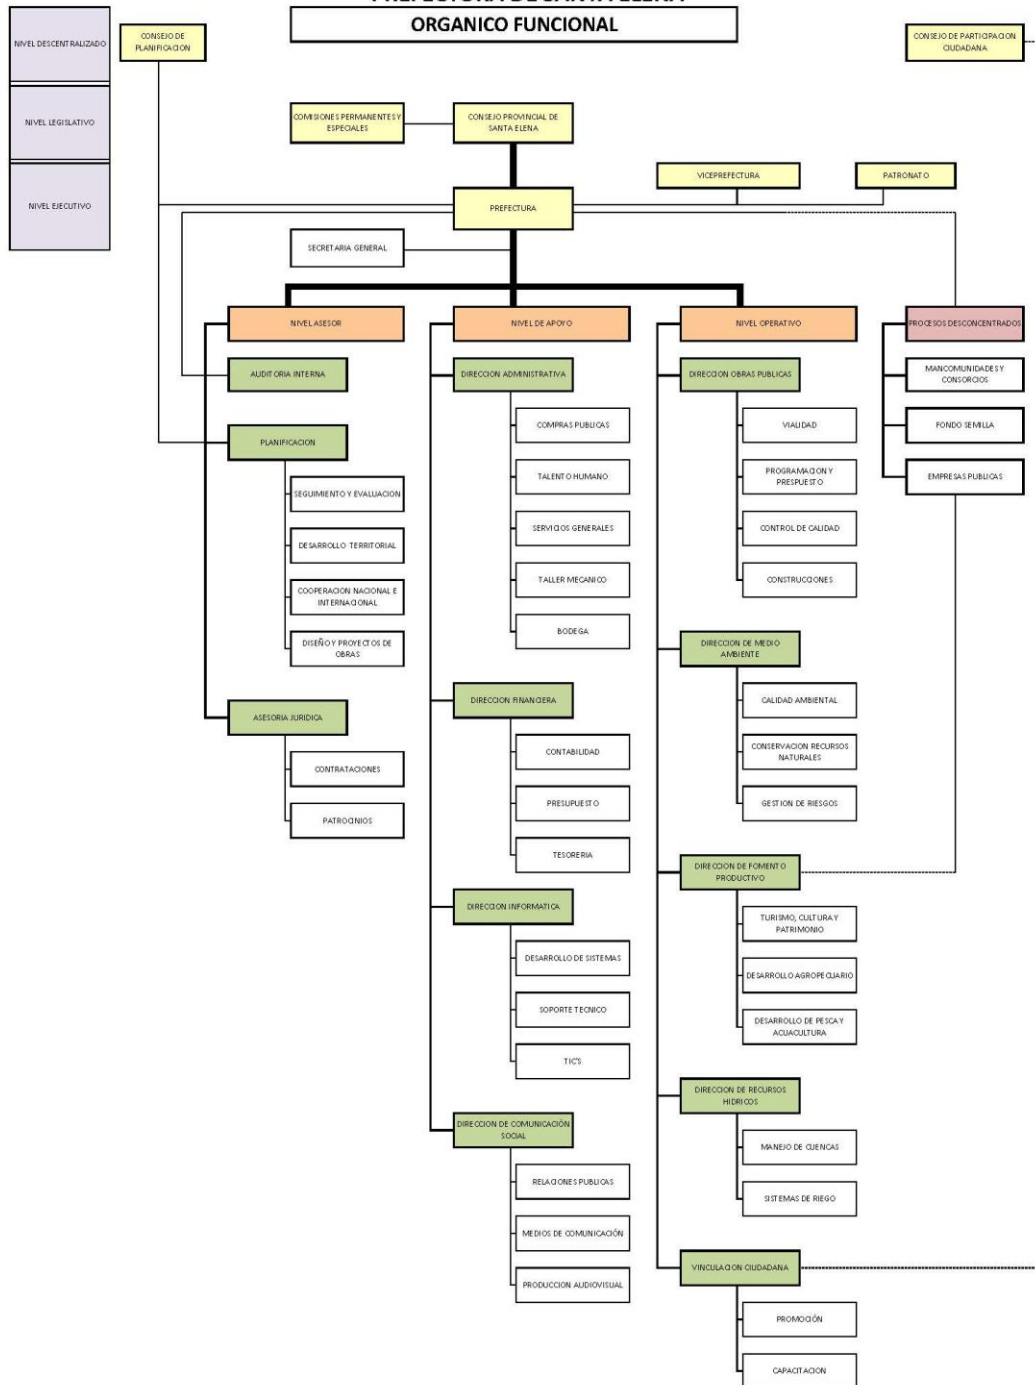 PREFECTURA DE SANTA ELENA
ORGANICO FUNCIONAL
NIVEL DESCENTRALIZADO
CONSEJO DE
PLANIFICACION
CONSEJO DE PARTICIPACION
CIUDADANA
NIVEL LEGISLATIVO
COMISIONES PERMANENTES Y
ESPECIALES
CONSEJO PROVINCIAL DE
SANTA ELENA
NIVEL EJECUTIVO
VICEPREFECTURA
PATRONATO
PREFECTURA
SECRETARIA GENERAL
NIVEL ASESOR
AUDITORIA INTERNA
PLANIFICACION
SEGUIMIENTO Y EVALUACION
DESARROLLO TERRITORIAL
COOPERACION NACIONAL E
INTERNACIONAL
DISEÑO Y PROYECTOS DE
OBRAS
ASESORIA JURIDICA
CONTRATACIONES
PATROCINIOS
NIVEL DE APOYO
DIRECCION ADMINISTRATIVA
COMPRAS PUBLICAS
TALENTO HUMANO
SERVICIOS GENERALES
TALLER MECANICO
BODEGA
DIRECCION FINANCIERA
CONTABILIDAD
PRESUPUESTO
TESORERIA
DIRECCION INFORMATICA
DESARROLLO DE SISTEMAS
SOPORTE TECNICO
TIC'S
DIRECCION DE COMUNICACIÓN
SOCIAL
RELACIONES PUBLICAS
MEDIOS DE COMUNICACIÓN
PRODUCCION AUDIOVISUAL
NIVEL OPERATIVO
DIRECCION OBRAS PUBLICAS
VIALIDAD
PROGRAMACION Y
PRESPUESTO
CONTROL DE CALIDAD
CONSTRUCCIONES
DIRECCION DE MEDIO
AMBIENTE
CALIDAD AMBIENTAL
CONSERVACION RECURSOS
NATURALES
GESTION DE RIESGOS
DIRECCION DE FOMENTO
PRODUCTIVO
TURISMO, CULTURA Y
PATRIMONIO
DESARROLLO AGROPECUARIO
DESARROLLO DE PESCA Y
ACUACULTURA
DIRECCION DE RECURSOS
HIDRICOS
MANEJO DE CUENCAS
SISTEMAS DE RIEGO
VINCULACION CIUDADANA
PROMOCIÓN
CAPACITACION
PROCESOS DESCONCENTRADOS
MANCOMUNIDADES Y
CONSORCIOS
FONDO SEMILLA
EMPRESAS PUBLICAS